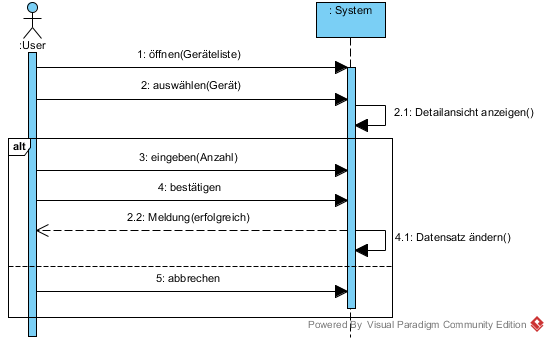 : System
:User
1: öffnen(Geräteliste)
2: auswählen(Gerät)
2.1: Detailansicht anzeigen()
alt
3: eingeben(Anzahl)
4: bestätigen
2.2: Meldung(erfolgreich)
4.1: Datensatz ändern()
5: abbrechen
Powered By Visual Paradigm Community Edition